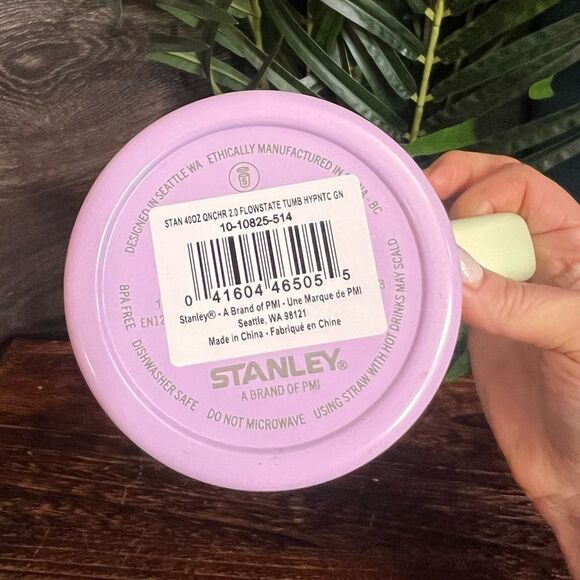 DESIGNED IN SEATTLE WA
ETHICALLY MANUFACTURED IN
STAN 40OZ QNCHR 2.0 FLOWSTATE TUMB HYPNTC GN
10-10825-514
0 41604 46505 5
Stanley® - A Brand of PMI - Une Marque de PMI
Seattle, WA 98121
Made in China - Fabriqué en Chine
STANLEY®
A BRAND OF PMI
BPA FREE
DISHWASHER SAFE
DO NOT MICROWAVE
USING STRAW WITH HOT DRINKS MAY SCALD